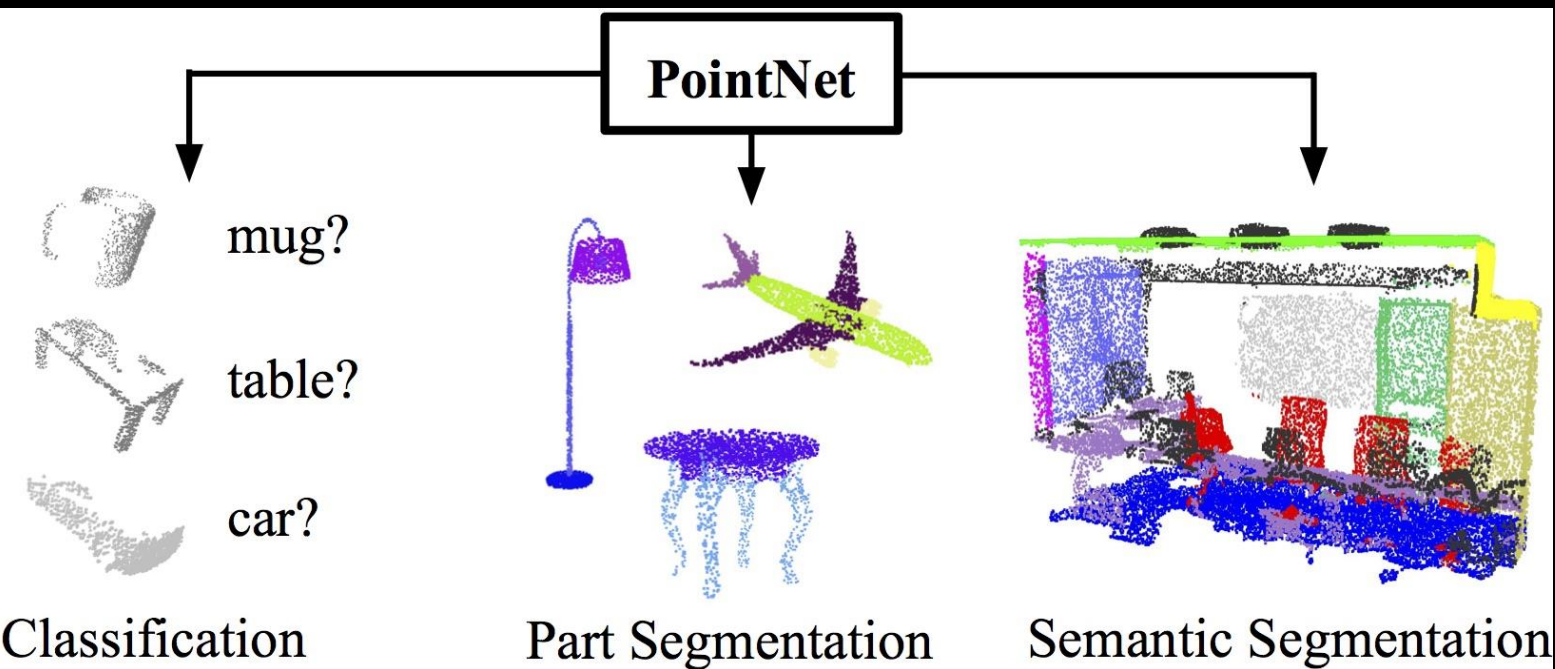 PointNet
mug?
table?
car?
Classification
Part Segmentation
Semantic Segmentation